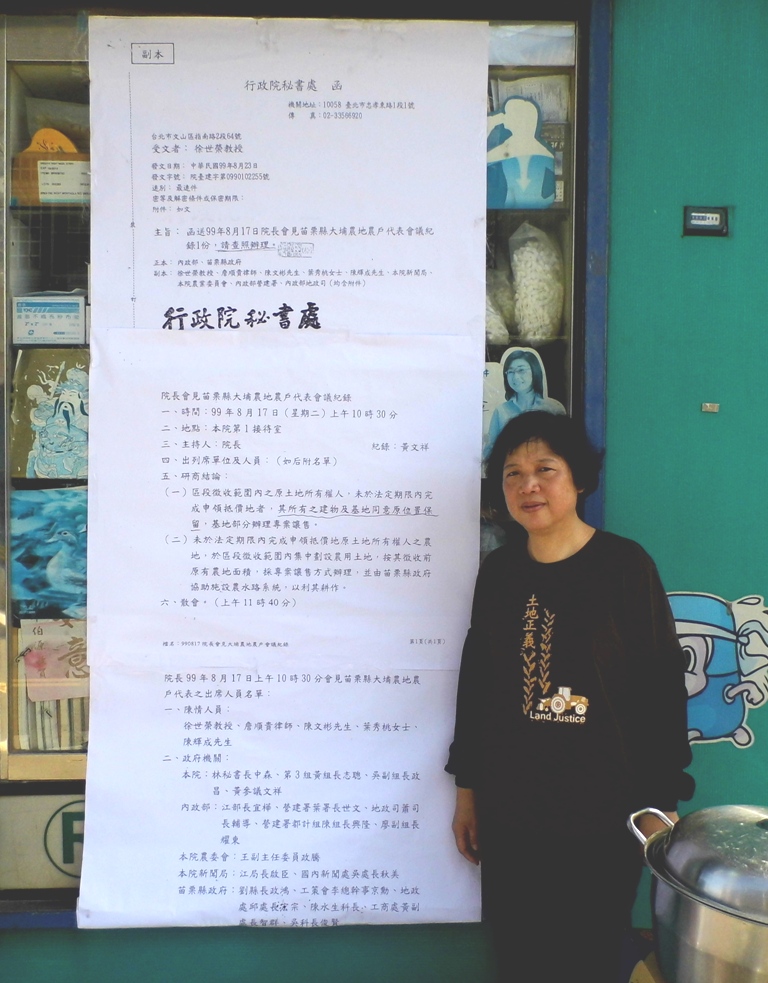 副本
行政院秘書處　函
機關地址：10058 臺北市忠孝東路1段1號
傳　真：02-33566920
台北市文山區指南路2段64號
受文者：徐世榮教授
發文日期：中華民國99年8月23日
發文字號：院臺建字第0990102255號
速別：最速件
密等及解密條件或保密期限：
附件：如文
主旨：函送99年8月17日院長會見苗栗縣大埔農地農戶代表會議紀
錄1份，請查照辦理。
正本：內政部、苗栗縣政府
副本：徐世榮教授、詹順貴律師、陳文彬先生、葉秀桃女士、陳輝成先生、本院新聞局、
本院農業委員會、內政部營建署、內政部地政司(均含附件)
行政院秘書處
院長會見苗栗縣大埔農地農戶代表會議紀錄
一、時間：99 年 8 月 17 日（星期二）上午 10 時 30 分
二、地點：本院第 1 接待室
三、主持人：院長　　紀錄：黃文祥
四、出列席單位及人員：（如后附名單）
五、研商結論：
（一）區段徵收範圍內之原土地所有權人，未於法定期限內完
成申領抵價地者，其所有之建物及基地同意原位置保
留，基地部分辦理專案讓售。
（二）未於法定期限內完成申領抵價地原土地所有權人之農
地，於區段徵收範圍內集中劃設農用土地，按其徵收前
原有農地面積，採專案讓售方式辦理，並由苗栗縣政府
協助施設農水路系統，以利其耕作。
六、散會。（上午 11 時 40 分）
檔名：990817院長會見大埔農地農戶會議紀錄
第1頁(共1頁)
院長 99 年 8 月 17 日上午 10 時 30 分會見苗栗縣大埔農地農
戶代表之出席人員名單：
一、陳情人員：
徐世榮教授、詹順貴律師、陳文彬先生、葉秀桃女士、
陳輝成先生
二、政府機關：
本院：林秘書長中森、第 3 組黃組長志聰、吳副組長政
昌、黃參議文祥
內政部：江部長宜樺、營建署葉署長世文、地政司蕭司
長輔導、營建署都計組陳組長興隆、廖副組長
耀東
本院農委會：王副主任委員政騰
本院新聞局：江局長啟臣、國內新聞處吳處長秋美
苗栗縣政府：劉縣長政鴻、工策會李總幹事京勳、地政
處邱處長宋宗、陳水生科長、工商處黃副
處長智群、吳科長俊賢
土地正義
Land Justice